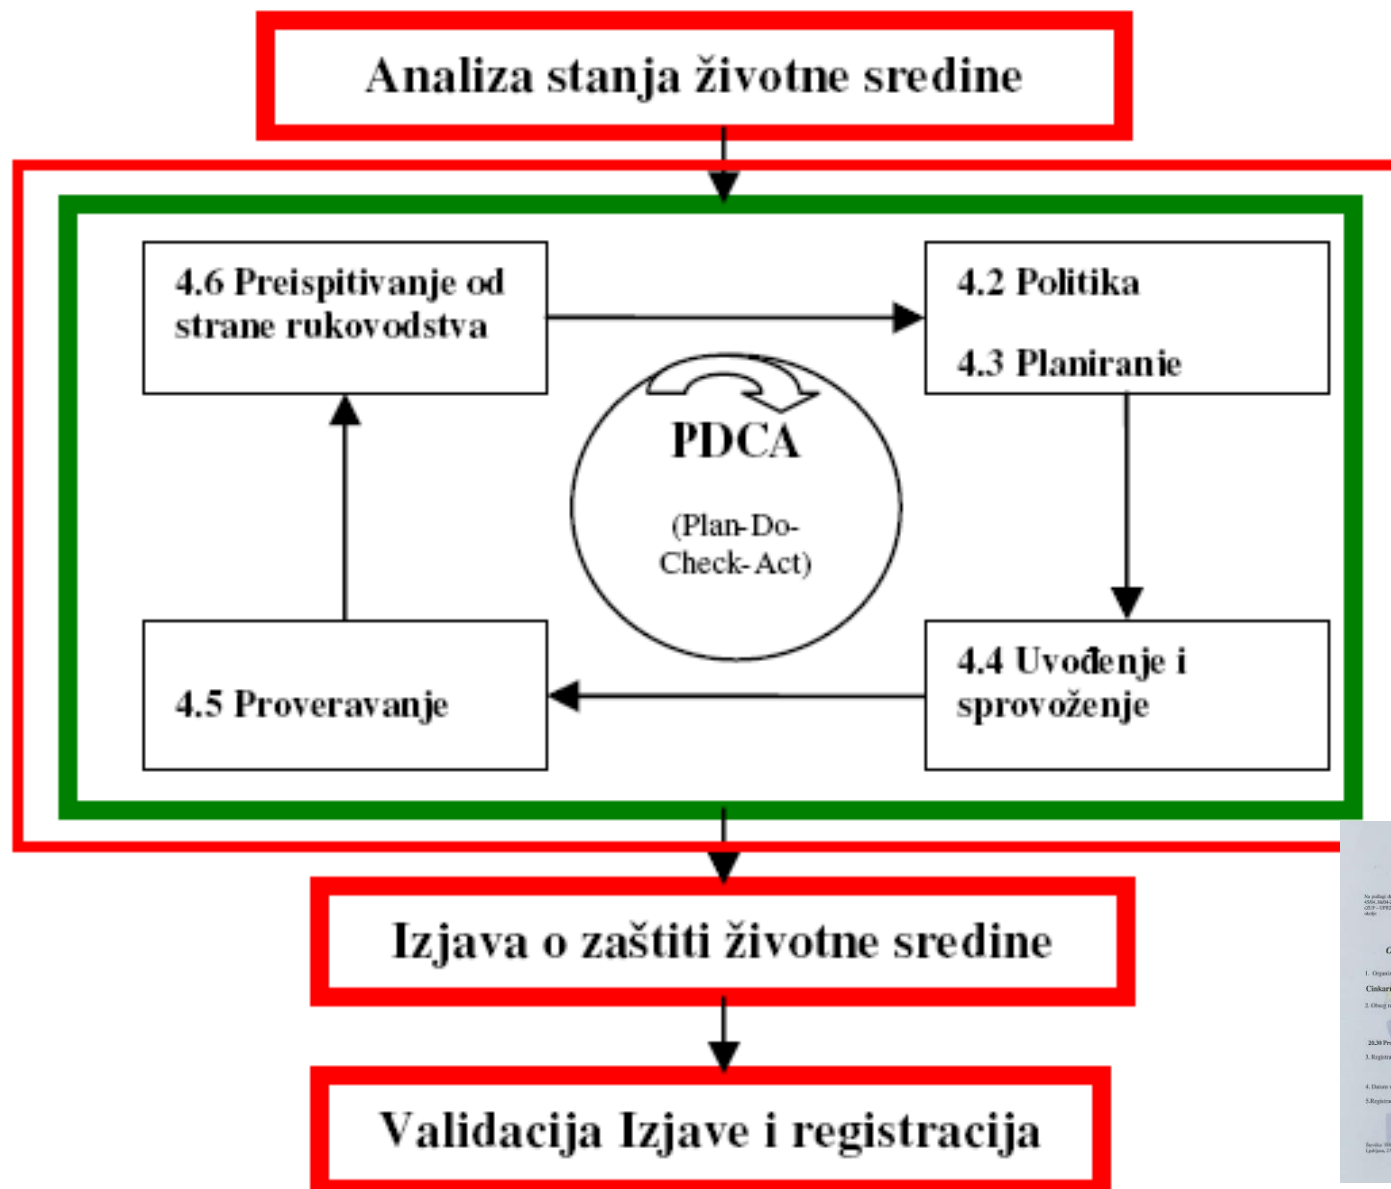 Analiza stanja životne sredine
4.6 Preispitivanje od
strane rukovodstva
4.2 Politika
4.3 Planiranie
PDCA
(Plan-Do-
Check-Act)
4.5 Proveravanje
4.4 Uvođenje i
sprovoženje
Izjava o zaštiti životne sredine
Validacija Izjave i registracija